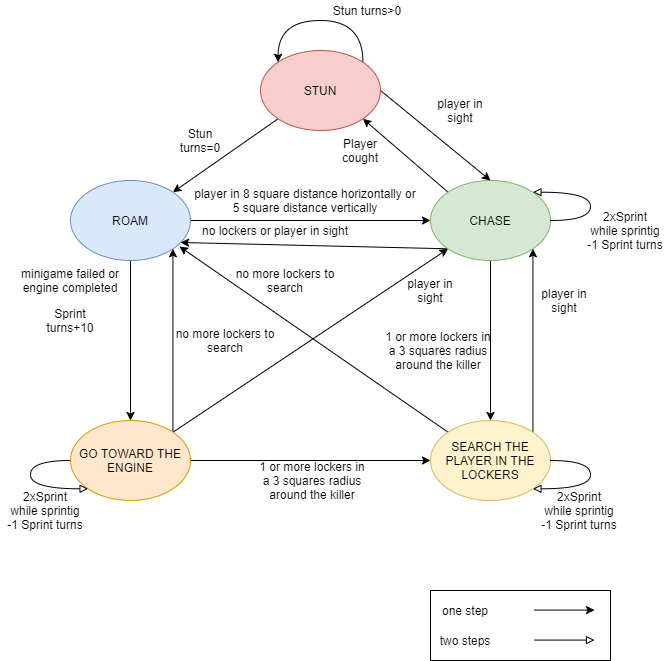 Stun turns>0
STUN
player in
sight
Stun
turns=0
Player
cought
player in 8 square distance horizontally or
5 square distance vertically
ROAM
CHASE
2xSprint
while sprintig
-1 Sprint turns
no lockers or player in sight
minigame failed or
engine completed
Sprint
turns+10
no more lockers to
search
player in
sight
player in
sight
no more lockers to
search
1 or more lockers in
a 3 squares radius
around the killer
GO TOWARD THE
ENGINE
SEARCH THE
PLAYER IN THE
LOCKERS
1 or more lockers in
a 3 squares radius
around the killer
2xSprint
while sprintig
-1 Sprint turns
2xSprint
while sprintig
-1 Sprint turns
one step
two steps